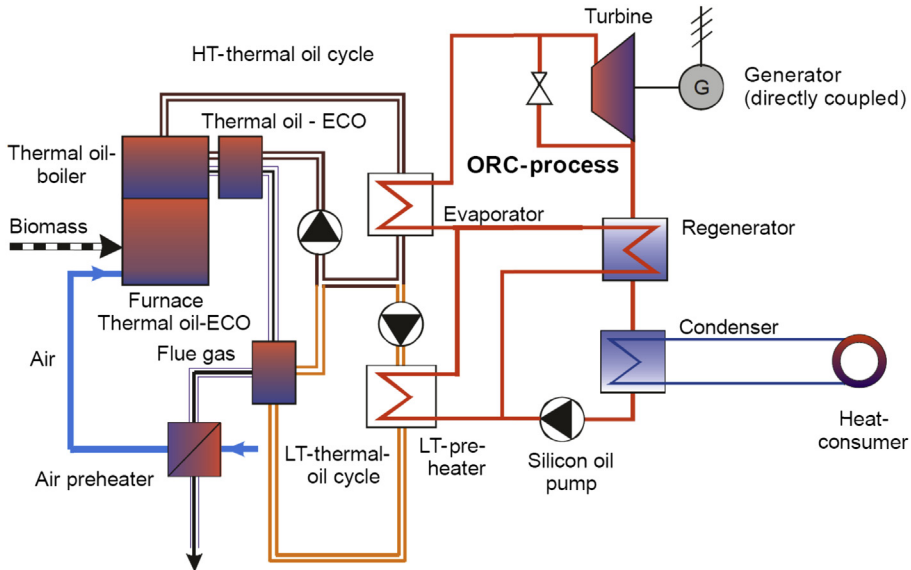 Turbine
HT-thermal oil cycle
Generator
(directly coupled)
G
Thermal oil - ECO
Thermal oil-
boiler
ORC-process
Biomass
Evaporator
Regenerator
Furnace
Thermal oil-ECO
Condenser
Air
Flue gas
Heat-
consumer
LT-thermal-
oil cycle
LT-pre-
heater
Silicon oil
pump
Air preheater